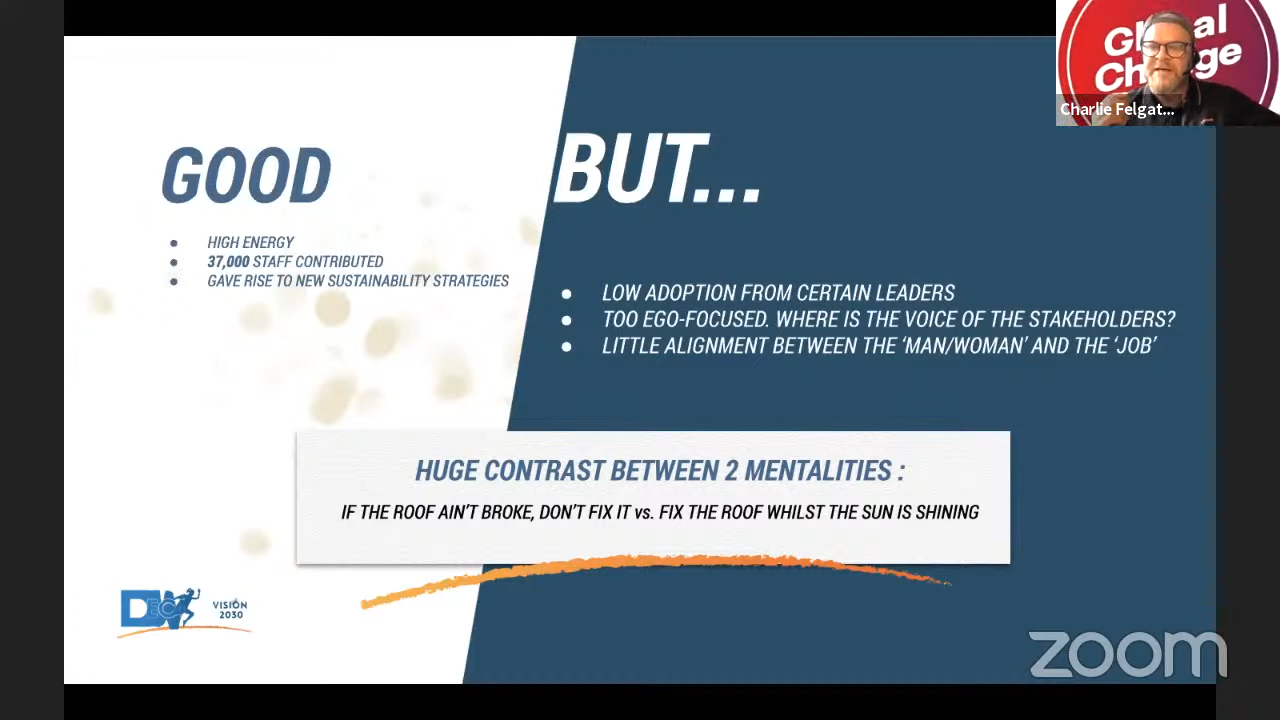 Global
Change
Charlie Felgat...
GOOD
HIGH ENERGY
37,000 STAFF CONTRIBUTED
GAVE RISE TO NEW SUSTAINABILITY STRATEGIES
BUT...
LOW ADOPTION FROM CERTAIN LEADERS
TOO EGO-FOCUSED. WHERE IS THE VOICE OF THE STAKEHOLDERS?
LITTLE ALIGNMENT BETWEEN THE ‘MAN/WOMAN’ AND THE ‘JOB’
HUGE CONTRAST BETWEEN 2 MENTALITIES :
IF THE ROOF AIN’T BROKE, DON’T FIX IT vs. FIX THE ROOF WHILST THE SUN IS SHINING
VISION
2030
zoom